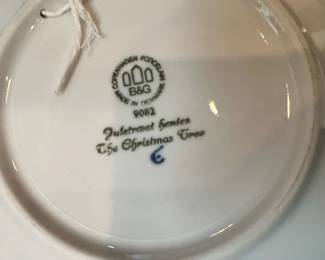 COPENHAGEN PORCELAIN
B&G
MADE IN DENMARK
9082
Juletræet hentes
The Christmas Tree